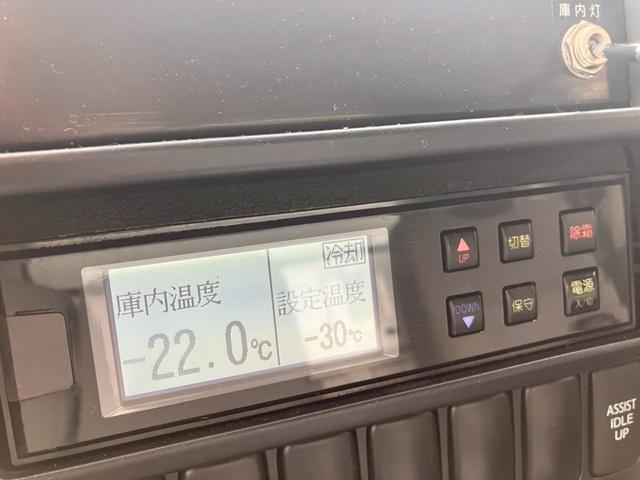 庫内灯
冷却
庫内温度
設定温度
-22.0℃
-30℃
▲
UP
切替
除霜
DOWN
▼
保守
電源
入/切
ASSIST
IDLE
UP